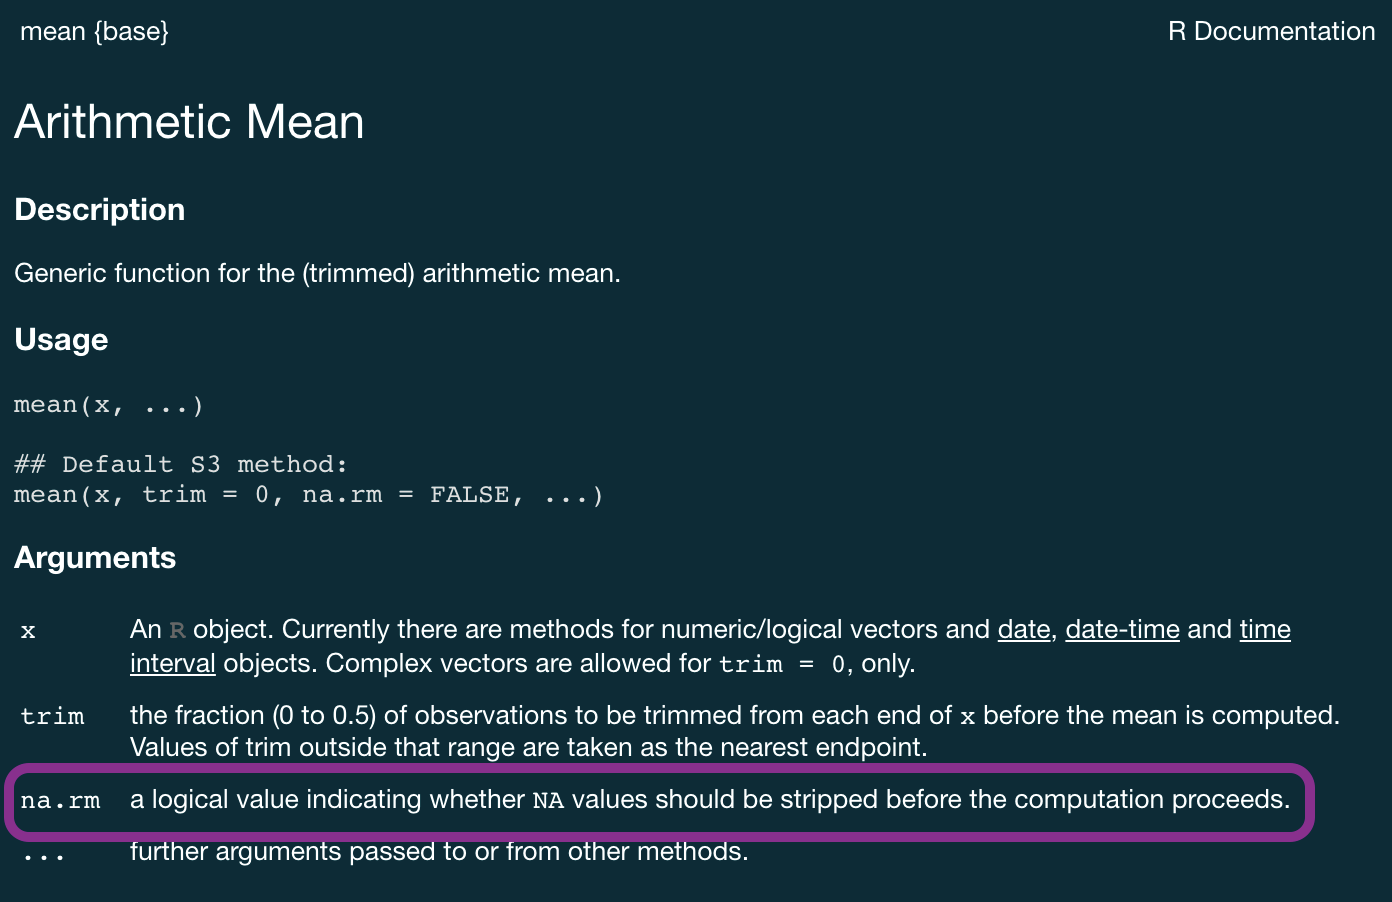 mean {base} R Documentation
Arithmetic Mean
Description
Generic function for the (trimmed) arithmetic mean.
Usage
mean(x, ...)
## Default S3 method:
mean(x, trim = 0, na.rm = FALSE, ...)
Arguments
x An R object. Currently there are methods for numeric/logical vectors and date, date-time and time
interval objects. Complex vectors are allowed for trim = 0, only.
trim the fraction (0 to 0.5) of observations to be trimmed from each end of x before the mean is computed.
Values of trim outside that range are taken as the nearest endpoint.
na.rm a logical value indicating whether NA values should be stripped before the computation proceeds.
... further arguments passed to or from other methods.